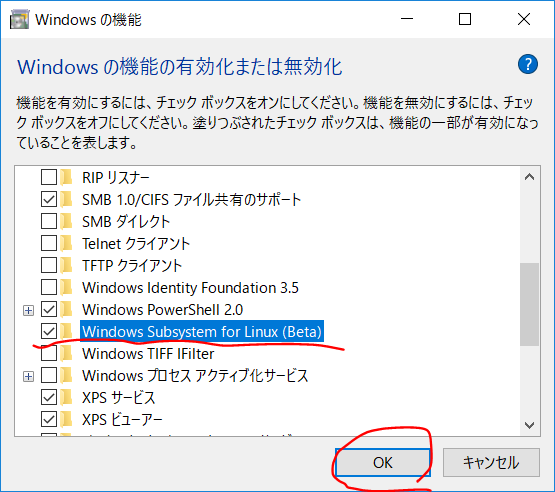 Windows の機能
Windows の機能の有効化または無効化
機能を有効にするには、チェック ボックスをオンにしてください。機能を無効にするには、チェッ
ク ボックスをオフにしてください。塗りつぶされたチェック ボックスは、機能の一部が有効になっ
ていることを表します。
RIP リスナー
SMB 1.0/CIFS ファイル共有のサポート
SMB ダイレクト
Telnet クライアント
TFTP クライアント
Windows Identity Foundation 3.5
Windows PowerShell 2.0
Windows Subsystem for Linux (Beta)
Windows TIFF IFilter
Windows プロセス アクティブ化サービス
XPS サービス
XPS ビューアー
OK
キャンセル